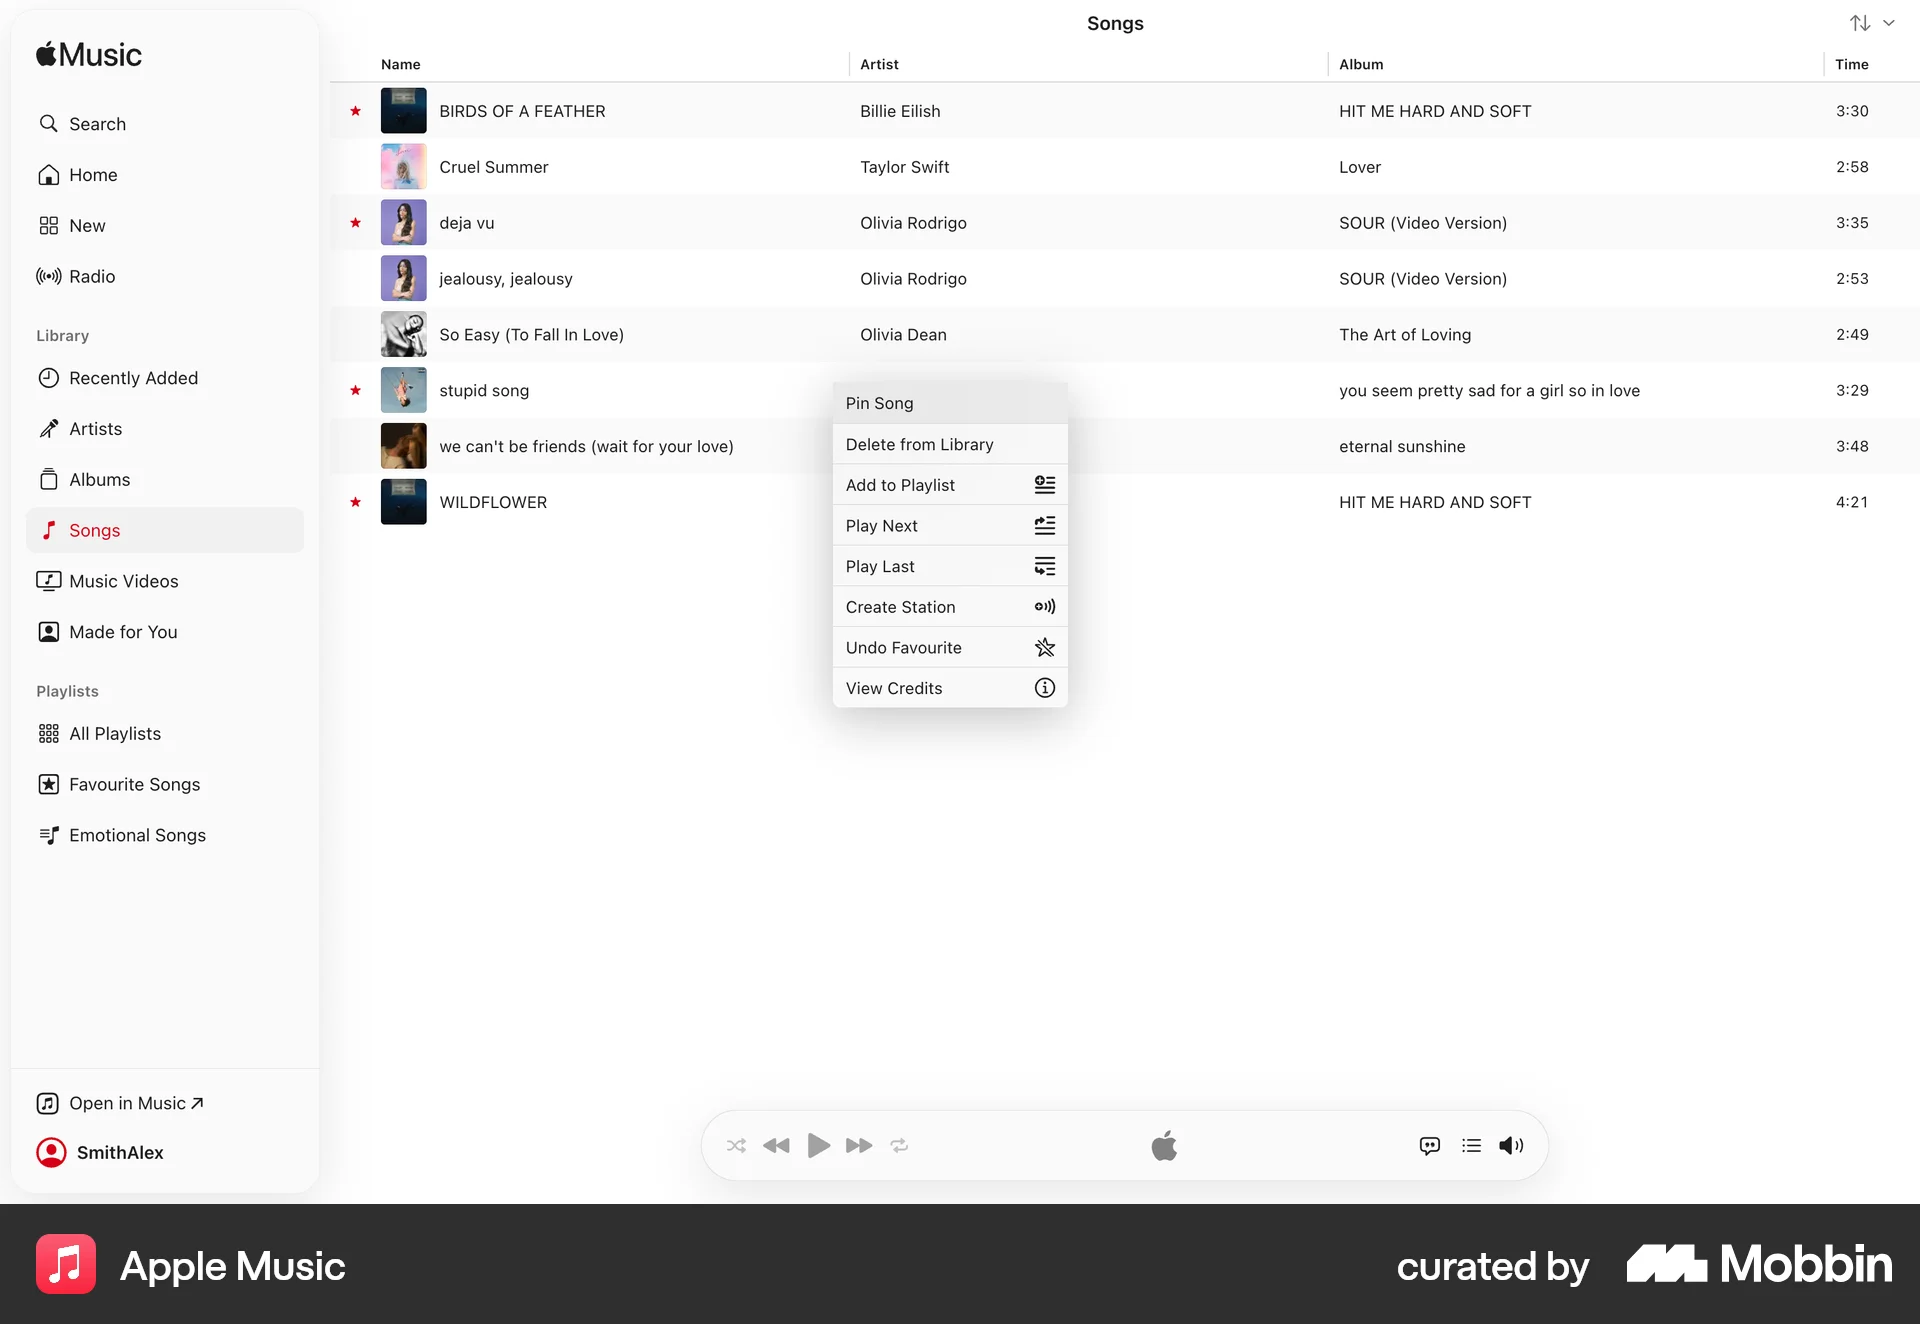 Music
Search
Home
New
Radio
Library
Recently Added
Artists
Albums
Songs
Music Videos
Made for You
Playlists
All Playlists
Favourite Songs
Emotional Songs
Open in Music ↗
SmithAlex
Songs
Name Artist Album Time
BIRDS OF A FEATHER Billie Eilish HIT ME HARD AND SOFT 3:30
Cruel Summer Taylor Swift Lover 2:58
deja vu Olivia Rodrigo SOUR (Video Version) 3:35
jealousy, jealousy Olivia Rodrigo SOUR (Video Version) 2:53
So Easy (To Fall In Love) Olivia Dean The Art of Loving 2:49
stupid song you seem pretty sad for a girl so in love 3:29
we can't be friends (wait for your love) eternal sunshine 3:48
WILDFLOWER HIT ME HARD AND SOFT 4:21
Pin Song
Delete from Library
Add to Playlist
Play Next
Play Last
Create Station
Undo Favourite
View Credits
Apple Music
curated by Mobbin